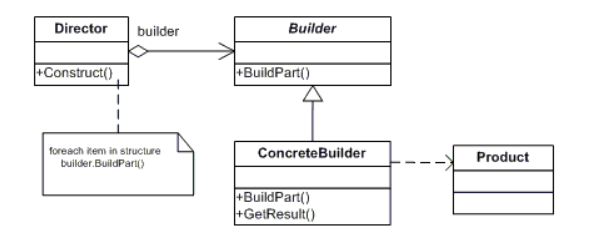 Director
builder
Builder
+Construct()
+BuildPart()
foreach item in structure
builder.BuildPart()
ConcreteBuilder
Product
+BuildPart()
+GetResult()